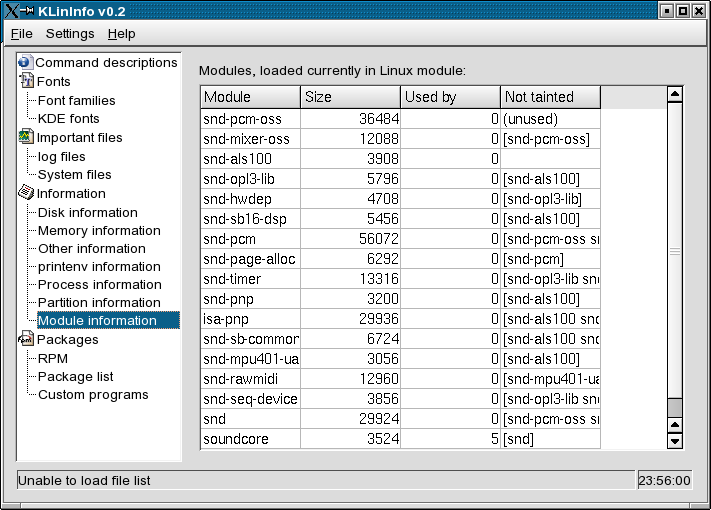 KLinInfo v0.2
File Settings Help
Command descriptions
Fonts
Font families
KDE fonts
Important files
log files
System files
Information
Disk information
Memory information
Other information
printenv information
Process information
Partition information
Module information
Packages
RPM
Package list
Custom programs
Modules, loaded currently in Linux module:
Module Size Used by Not tainted
snd-pcm-oss 36484 0 (unused)
snd-mixer-oss 12088 0 [snd-pcm-oss]
snd-als100 3908 0
snd-opl3-lib 5796 0 [snd-als100]
snd-hwdep 4708 0 [snd-opl3-lib]
snd-sb16-dsp 5456 0 [snd-als100]
snd-pcm 56072 0 [snd-pcm-oss sn
snd-page-alloc 6292 0 [snd-pcm]
snd-timer 13316 0 [snd-opl3-lib snd
snd-pnp 3200 0 [snd-als100]
isa-pnp 29936 0 [snd-als100 snd
snd-sb-common 6724 0 [snd-als100 snd
snd-mpu401-ua 3056 0 [snd-als100]
snd-rawmidi 12960 0 [snd-mpu401-ua
snd-seq-device 3856 0 [snd-opl3-lib snd
snd 29924 0 [snd-pcm-oss sn
soundcore 3524 5 [snd]
Unable to load file list 23:56:00